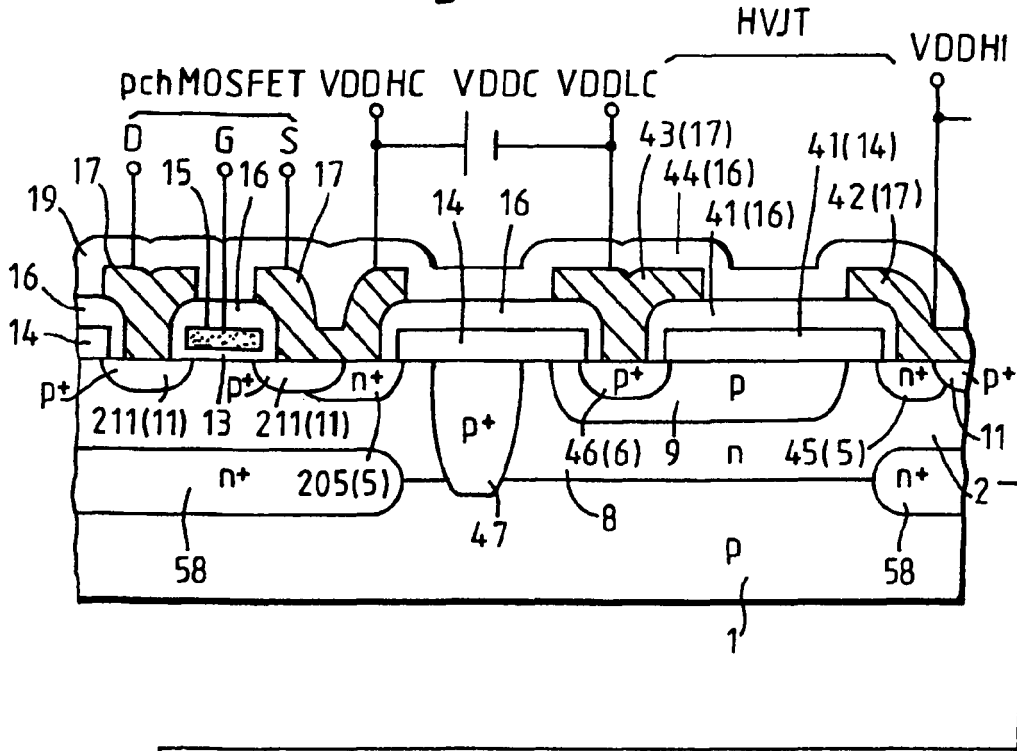 HVJT
VDDHI
pchMOSFET VDDHC VDDC VDDLC
D G S
43(17) 41(14)
17 15 16 17 14 16 44(16) 42(17)
19 41(16)
16
14
p+ p+ n+ p+ p+ p n+ p+
211(11) 13 211(11) 46(6) 9 n 45(5) 11
n+ 205(5) n+ 2
47 8
58 p 58
1